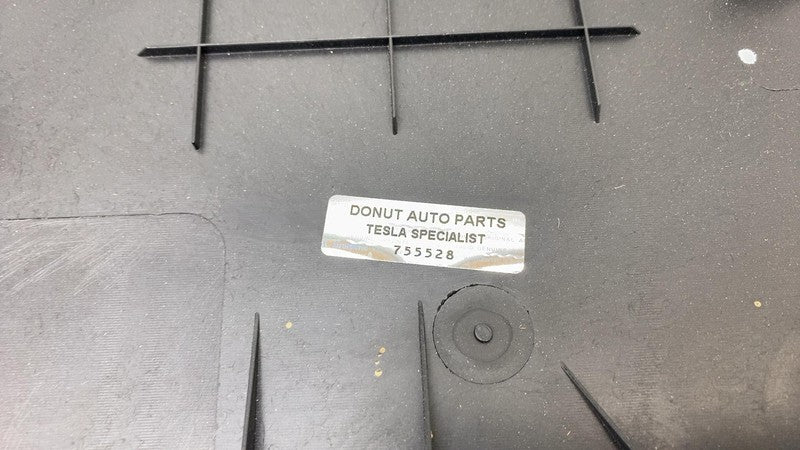 DONUT AUTO PARTS
TESLA SPECIALIST
755528